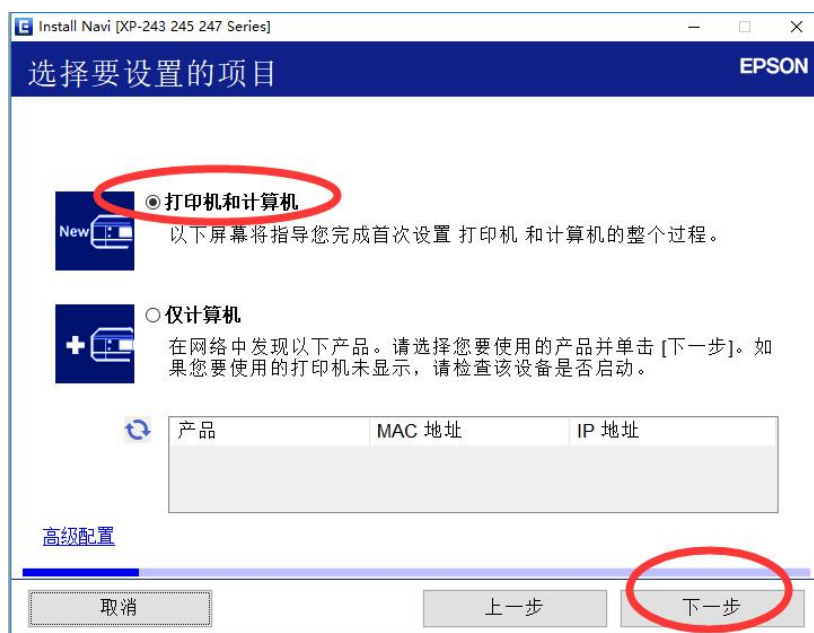 Install Navi [XP-243 245 247 Series]
选择要设置的项目
EPSON
New
打印机和计算机
以下屏幕将指导您完成首次设置 打印机 和计算机的整个过程。
仅计算机
在网络中发现以下产品。请选择您要使用的产品并单击 [下一步]。如
果您要使用的打印机未显示，请检查该设备是否启动。
产品 MAC 地址 IP 地址
高级配置
取消 上一步 下一步